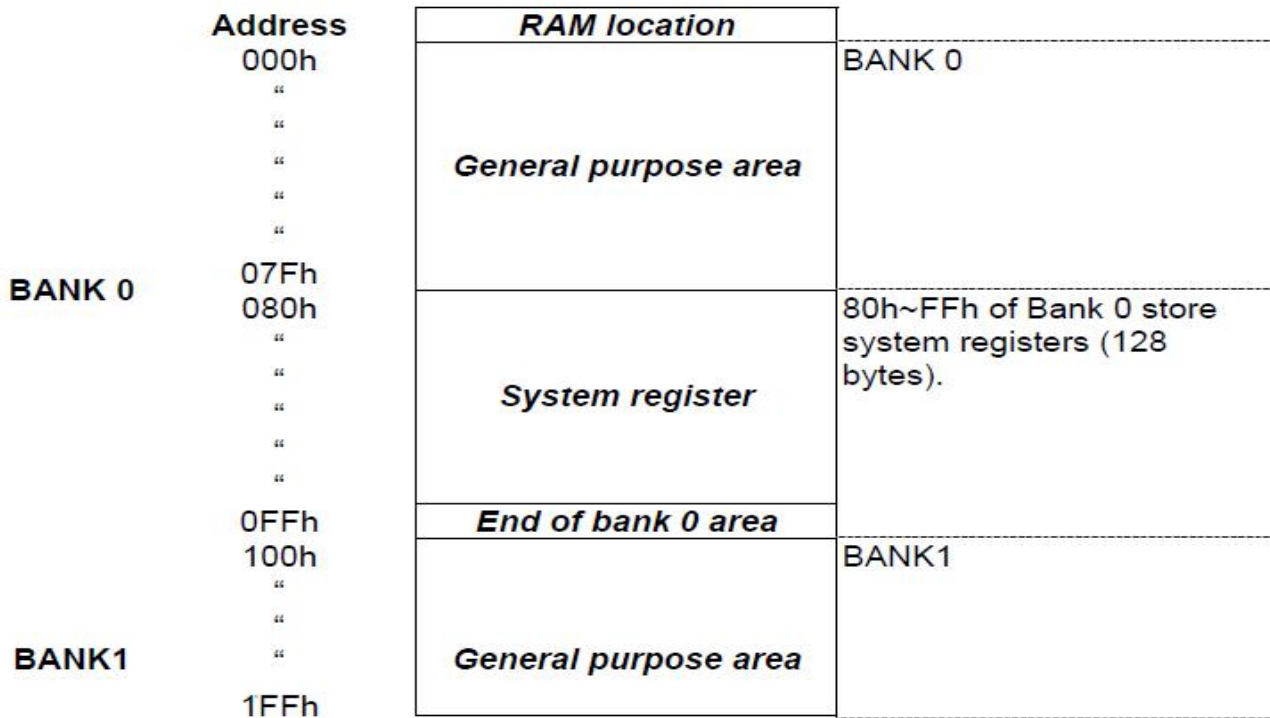 Address RAM location
000h BANK 0
“
“
“ General purpose area
“
“
07Fh
BANK 0
080h 80h~FFh of Bank 0 store
“ system registers (128
“ bytes).
System register
“
“
“
0FFh End of bank 0 area
100h BANK1
“
“
BANK1 “ General purpose area
1FFh